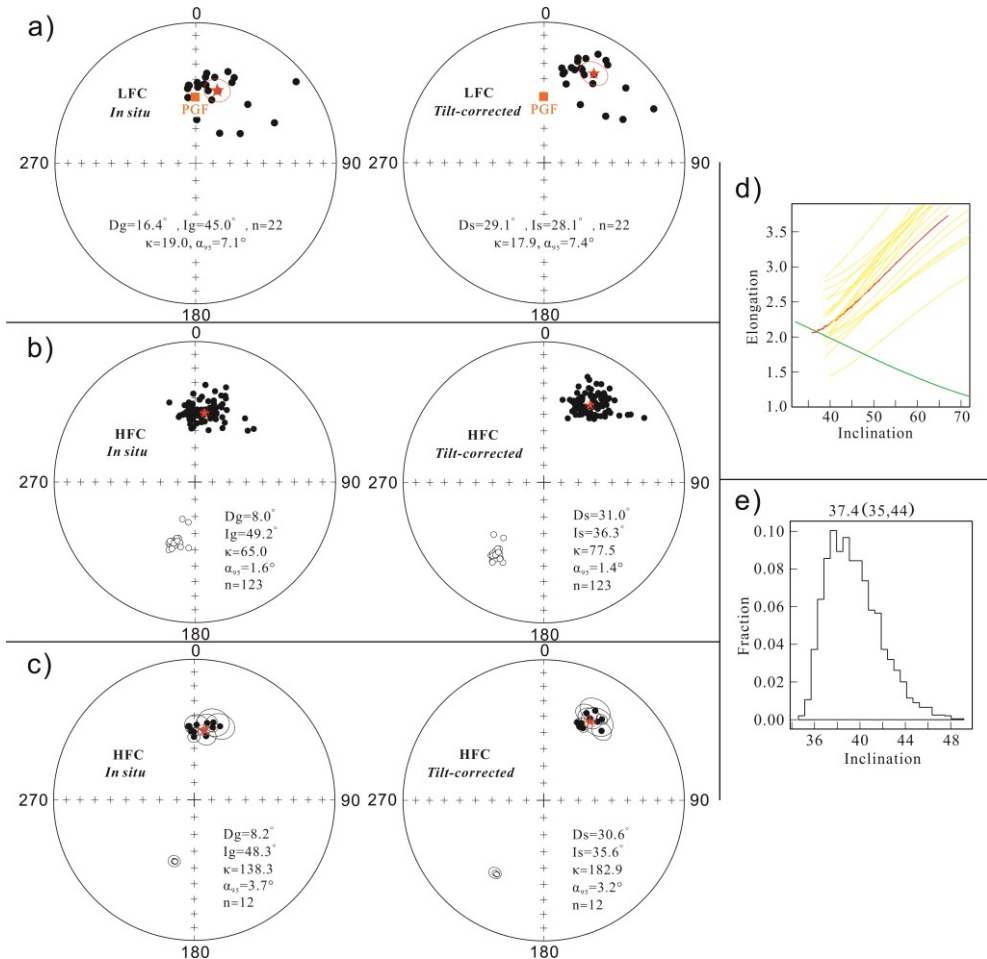 a)
0
LFC
In situ
PGF
270
Dg=16.4°, Ig=45.0°, n=22
κ=19.0, α₉₅=7.1°
180
0
LFC
Tilt-corrected
PGF
90
Ds=29.1°, Is=28.1°, n=22
κ=17.9, α₉₅=7.4°
270
180
b)
0
HFC
In situ
270
Dg=8.0°
Ig=49.2°
κ=65.0
α₉₅=1.6°
n=123
180
0
HFC
Tilt-corrected
270
90
Ds=31.0°
Is=36.3°
κ=77.5
α₉₅=1.4°
n=123
180
c)
0
HFC
In situ
270
Dg=8.2°
Ig=48.3°
κ=138.3
α₉₅=3.7°
n=12
180
0
HFC
Tilt-corrected
270
90
Ds=30.6°
Is=35.6°
κ=182.9
α₉₅=3.2°
n=12
180
d)
Elongation
3.5
3.0
2.5
2.0
1.5
1.0
40 50 60 70
Inclination
e)
37.4(35,44)
Fraction
0.10
0.08
0.06
0.04
0.02
0.00
36 40 44 48
Inclination